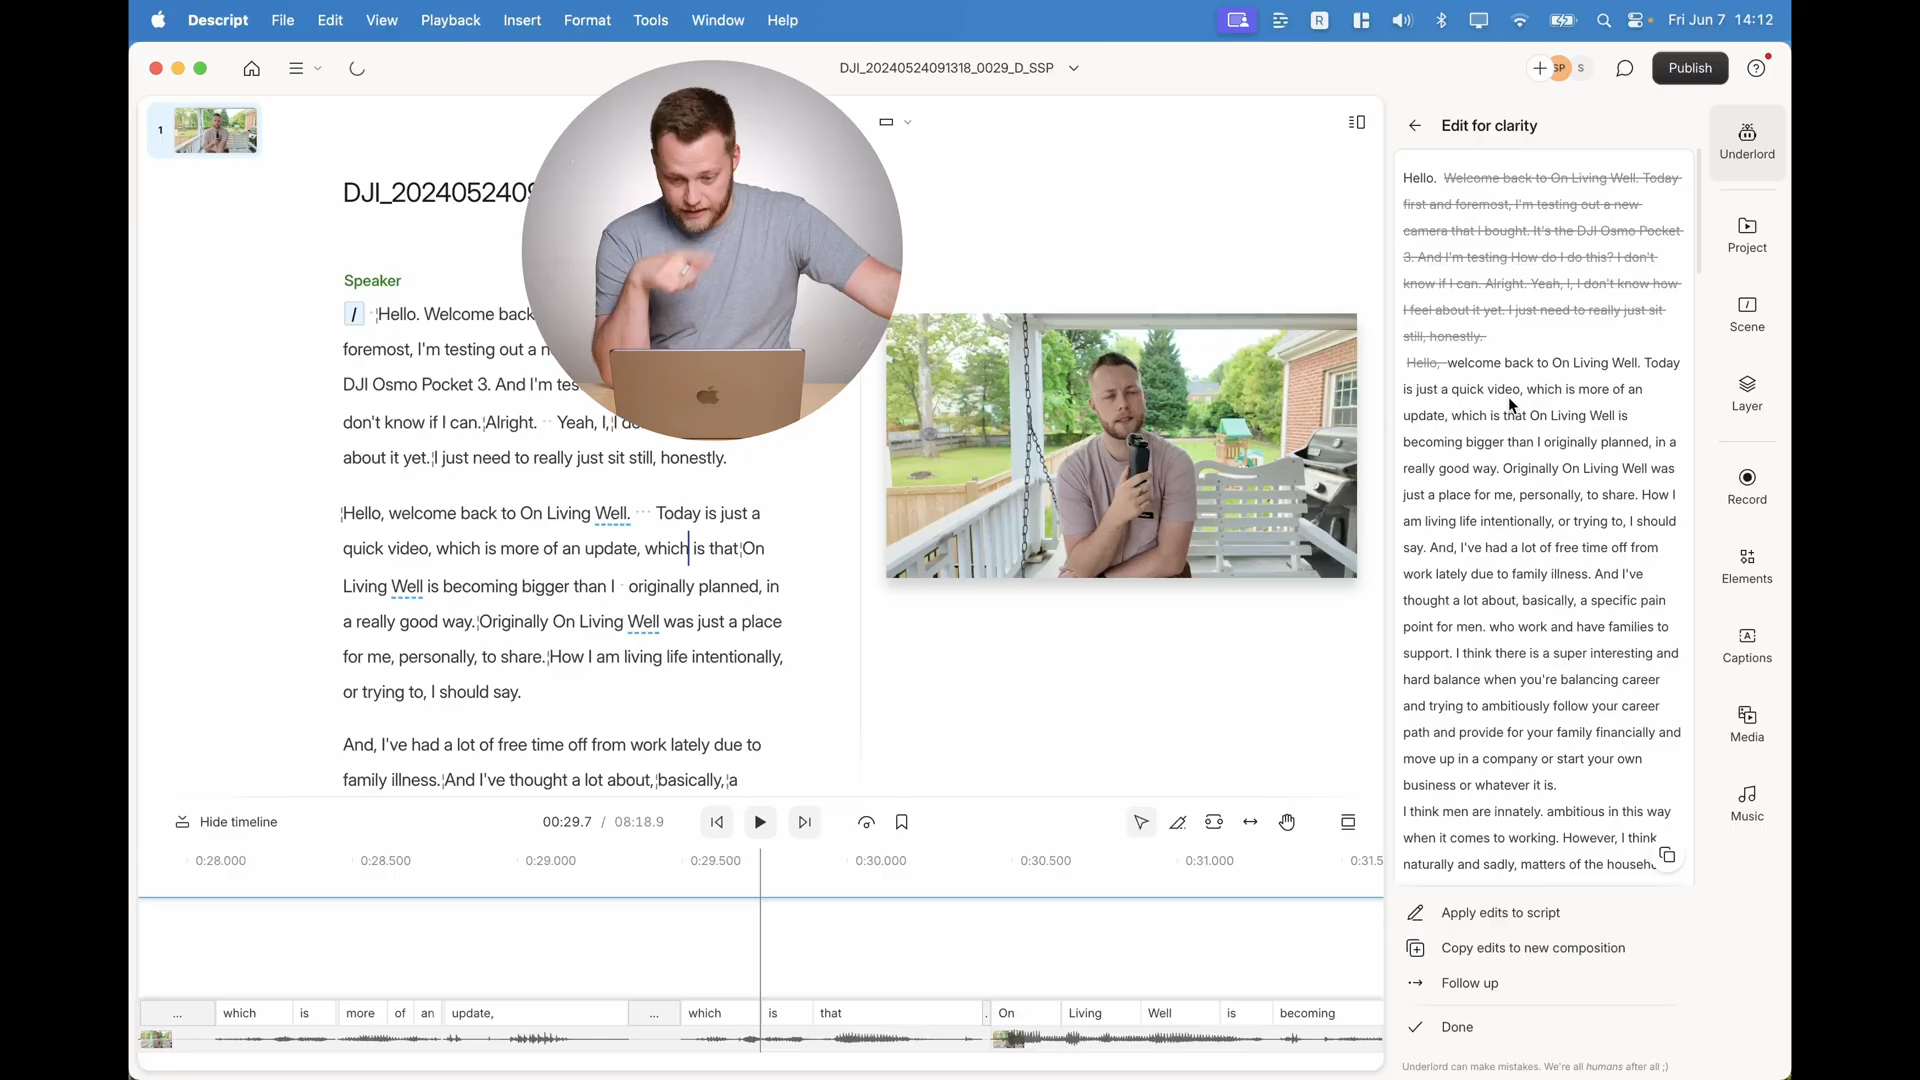 Descript File Edit View Playback Insert Format Tools Window Help
R
Fri Jun 7 14:12
DJI_20240524091318_0029_D_SSP
SP S
Publish
1
DJI_202405240
Speaker
/ Hello. Welcome back
foremost, I'm testing out a
DJI Osmo Pocket 3. And I'm
don't know if I can. Alright. Yeah, I, I
about it yet. I just need to really just sit still, honestly.
Hello, welcome back to On Living Well. Today is just a
quick video, which is more of an update, which is that On
Living Well is becoming bigger than I originally planned, in
a really good way. Originally On Living Well was just a place
for me, personally, to share. How I am living life intentionally,
or trying to, I should say.
And, I've had a lot of free time off from work lately due to
family illness. And I've thought a lot about, basically, a
Hide timeline
00:29.7 / 08:18.9
0:28.000 0:28.500 0:29.000 0:29.500 0:30.000 0:30.500 0:31.000 0:31.5
... which is more of an update, ... which is that . On Living Well is becoming
Edit for clarity
Hello. Welcome back to On Living Well. Today
first and foremost, I'm testing out a new
camera that I bought. It's the DJI Osmo Pocket
3. And I'm testing How do I do this? I don't
know if I can. Alright. Yeah, I, I don't know how
I feel about it yet. I just need to really just sit
still, honestly.
Hello, welcome back to On Living Well. Today
is just a quick video, which is more of an
update, which is that On Living Well is
becoming bigger than I originally planned, in a
really good way. Originally On Living Well was
just a place for me, personally, to share. How I
am living life intentionally, or trying to, I should
say. And, I've had a lot of free time off from
work lately due to family illness. And I've
thought a lot about, basically, a specific pain
point for men. who work and have families to
support. I think there is a super interesting and
hard balance when you're balancing career
and trying to ambitiously follow your career
path and provide for your family financially and
move up in a company or start your own
business or whatever it is.
I think men are innately. ambitious in this way
when it comes to working. However, I think
naturally and sadly, matters of the
Apply edits to script
Copy edits to new composition
Follow up
Done
Underlord can make mistakes. We're all humans after all ;)
Underlord
Project
Scene
Layer
Record
Elements
Captions
Media
Music